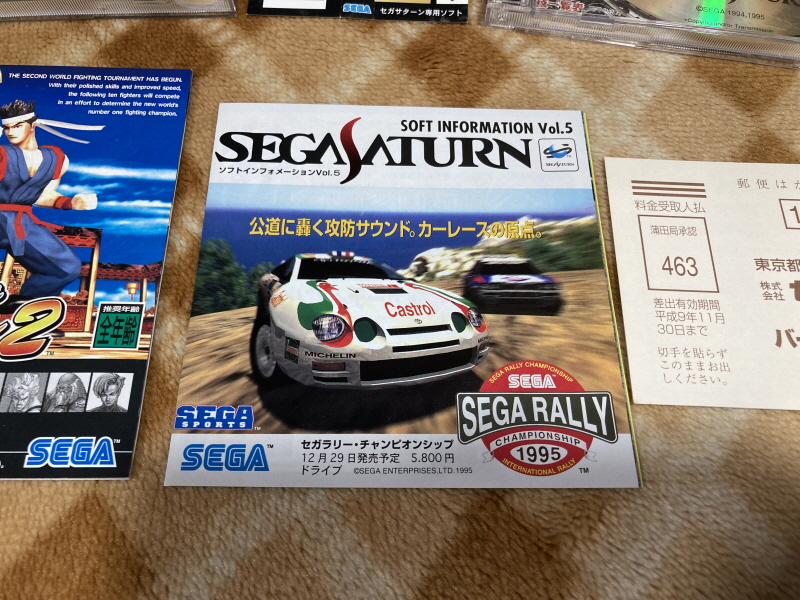 SEGA
セガサターン専用ソフト
©SEGA 1994,1995
THE SECOND WORLD FIGHTING TOURNAMENT HAS BEGUN.
With their polished skills and improved speed,
the following ten fighters will compete
in an effort to determine the new world's
number one fighting champion.
2
推奨年齢
全年齢
SEGA
SOFT INFORMATION Vol.5
SEGASATURN
ソフトインフォメーションVol.5
SEGASATURN
公道に轟く攻防サウンド。カーレースの原点。
Castrol
MICHELIN
SEGA
SPORTS
SEGA
セガラリー・チャンピオンシップ
12月29日発売予定 5,800円
ドライブ ©SEGA ENTERPRISES,LTD.1995
SEGA RALLY CHAMPIONSHIP
SEGA
SEGA RALLY
CHAMPIONSHIP
1995
INTERNATIONAL RALLY
TM
郵便はが
料金受取人払
蒲田局承認
463
差出有効期間
平成9年11月
30日まで
切手を貼らず
このままお出
しください。
1
東京都
株式
会社